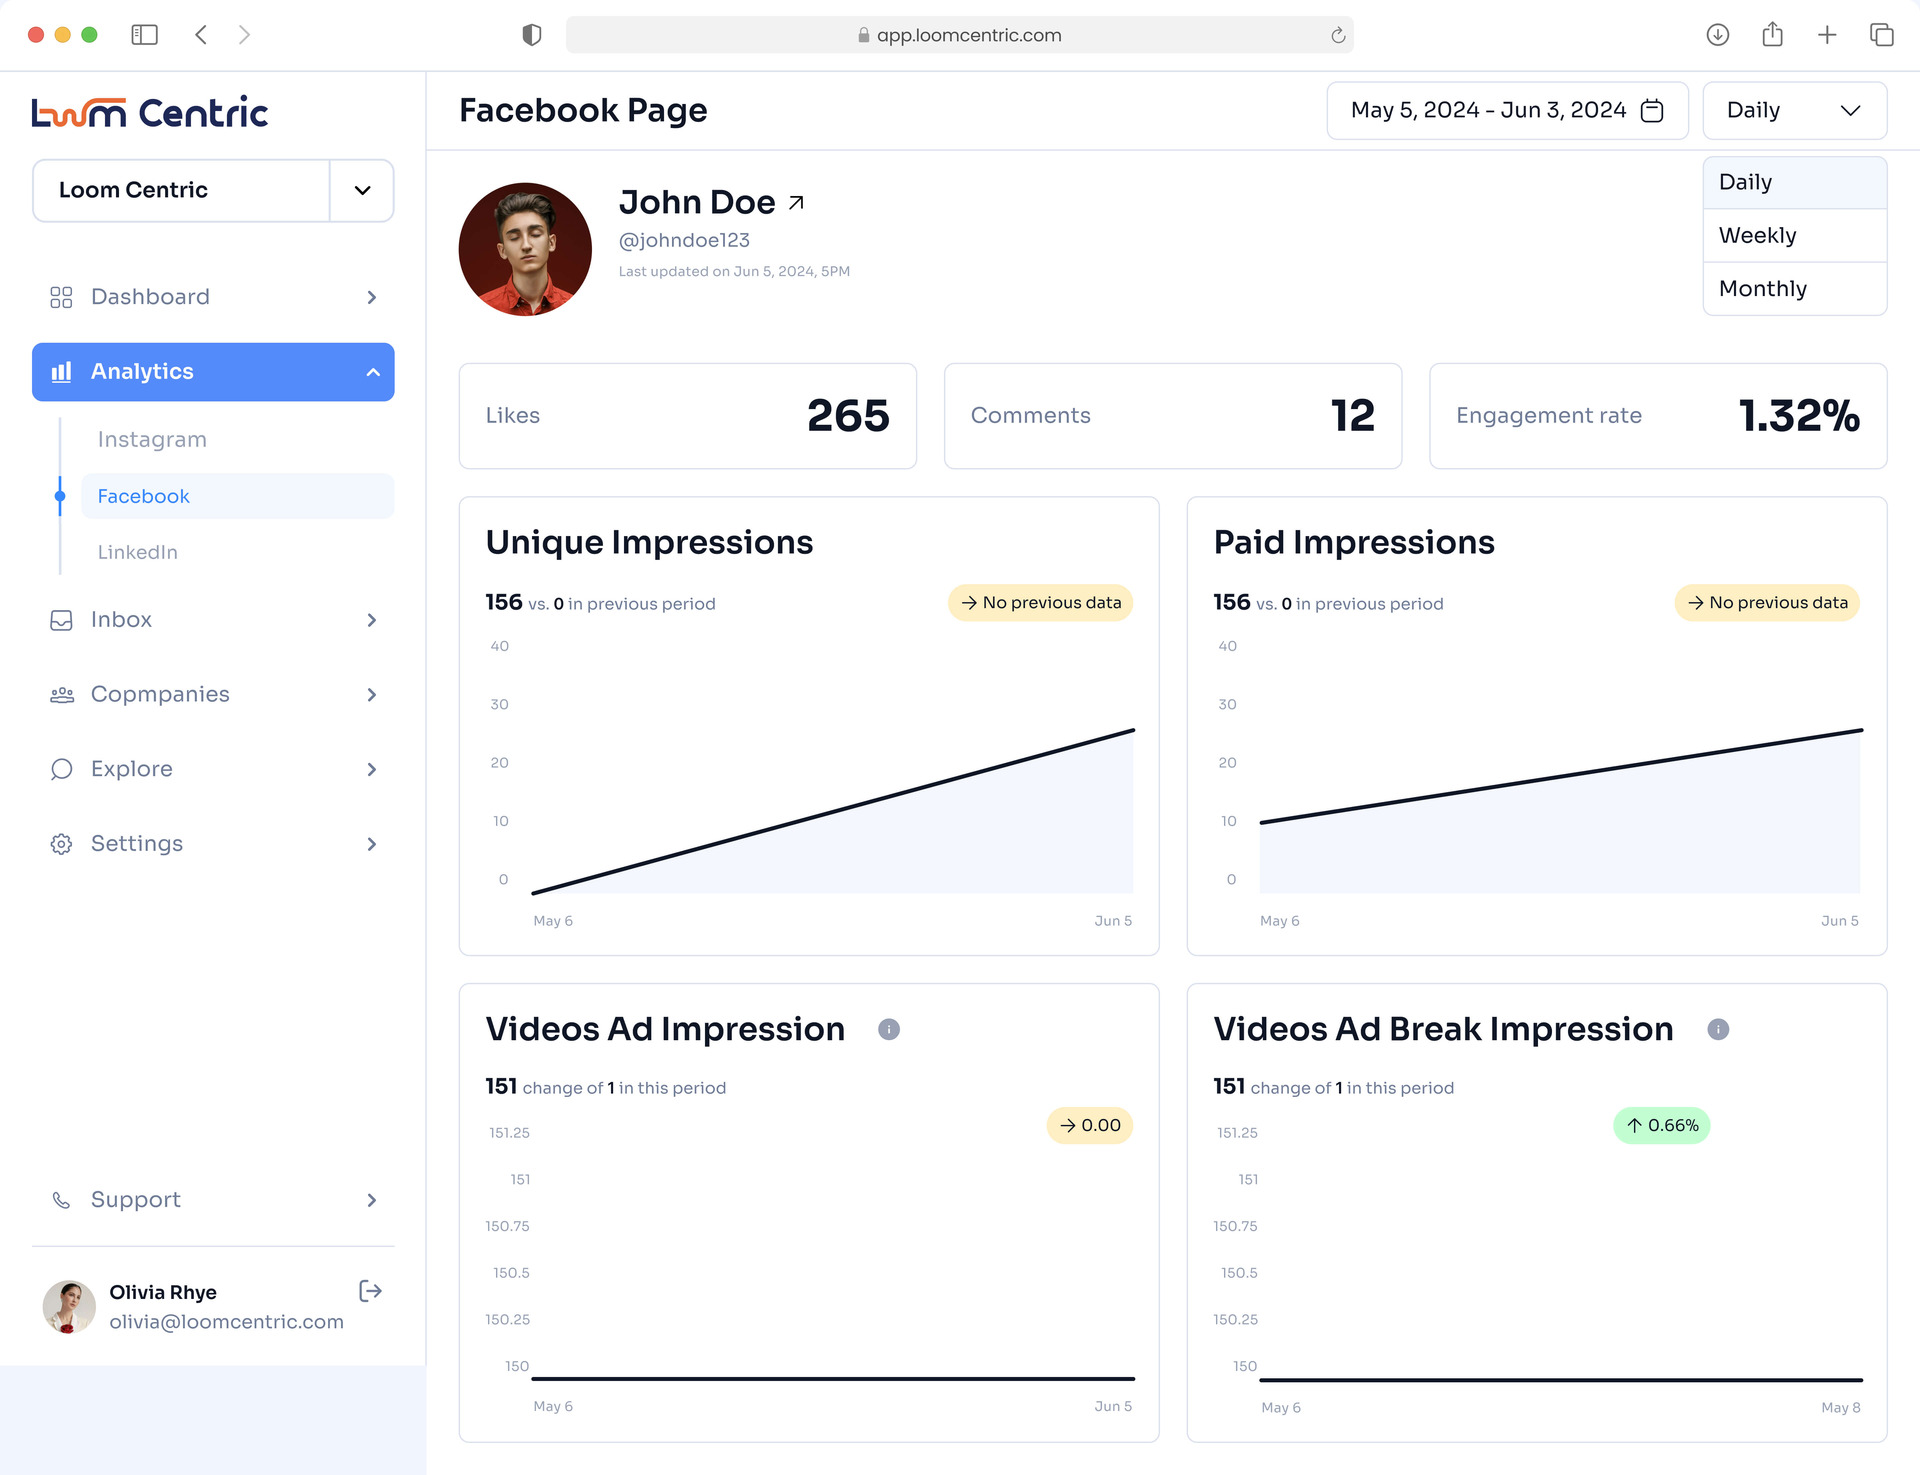 app.loomcentric.com
Loom Centric
Loom Centric
Dashboard
Analytics
Instagram
Facebook
LinkedIn
Inbox
Copmpanies
Explore
Settings
Support
Olivia Rhye
olivia@loomcentric.com
Facebook Page
May 5, 2024 - Jun 3, 2024
Daily
Daily
Weekly
Monthly
John Doe
@johndoe123
Last updated on Jun 5, 2024, 5PM
Likes 265
Comments 12
Engagement rate 1.32%
Unique Impressions
156 vs. 0 in previous period
→ No previous data
40
30
20
10
0
May 6 Jun 5
Paid Impressions
156 vs. 0 in previous period
→ No previous data
40
30
20
10
0
May 6 Jun 5
Videos Ad Impression
151 change of 1 in this period
→ 0.00
151.25
151
150.75
150.5
150.25
150
May 6 Jun 5
Videos Ad Break Impression
151 change of 1 in this period
↑ 0.66%
151.25
151
150.75
150.5
150.25
150
May 6 May 8